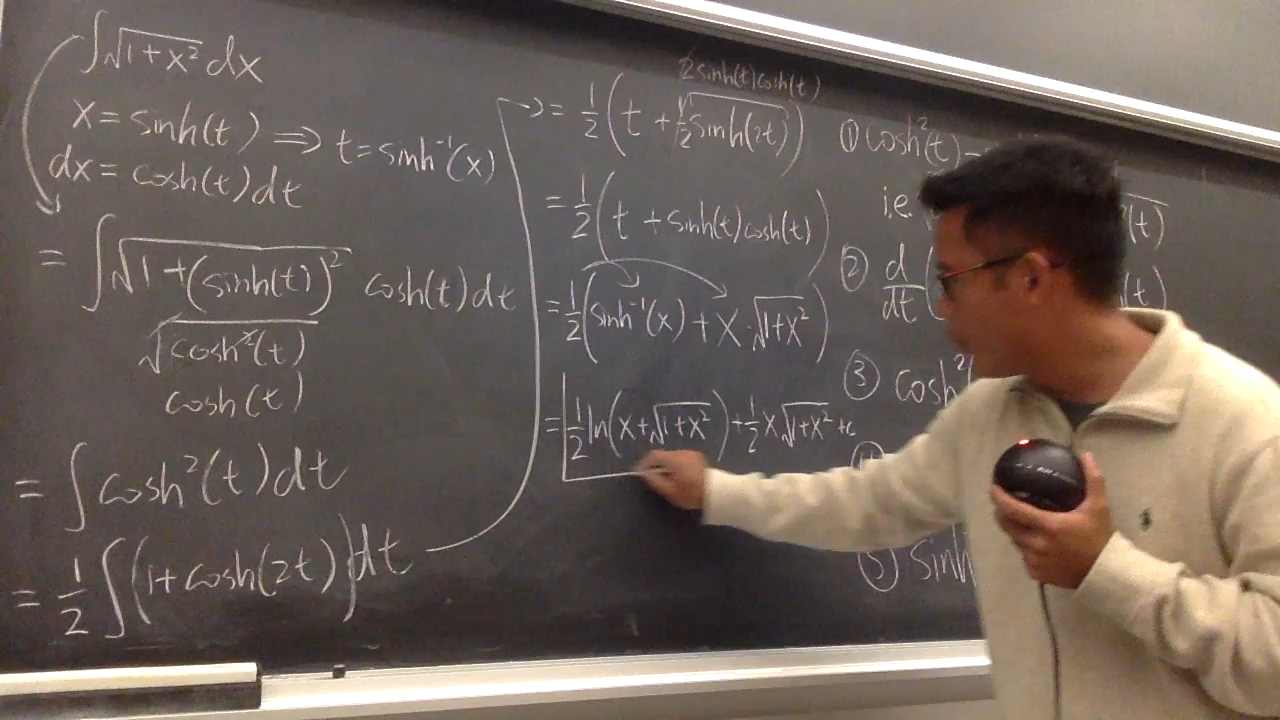 ∫√(1+x²) dx
x = sinh(t) ⇒ t = sinh⁻¹(x)
dx = cosh(t) dt
= ∫√(1+(sinh(t))²) cosh(t) dt
√(cosh²(t))
cosh(t)
= ∫cosh²(t) dt
= 1/2 ∫(1+cosh(2t)) dt
2sinh(t)cosh(t)
= 1/2 (t + 1/2 sinh(2t))
= 1/2 (t + sinh(t)cosh(t))
= 1/2 (sinh⁻¹(x) + x·√(1+x²))
= 1/2 ln(x+√(1+x²)) + 1/2 x√(1+x²) + c
① cosh²(t) −
i.e.
② d/dt (
③ cosh²(
⑤ sinh